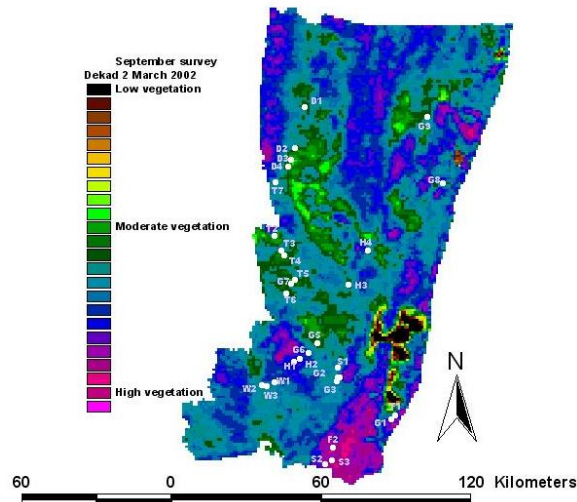 September survey
Dekad 2 March 2002
Low vegetation
Moderate vegetation
High vegetation
D1
G9
D2
D3
D4
T7
G8
T2
T3
T4
H4
T5
G7
H3
T6
G5
G6
H1
H2
S1
G2
G3
W1
W2
W3
G1
F2
S2
S3
N
60 0 60 120 Kilometers